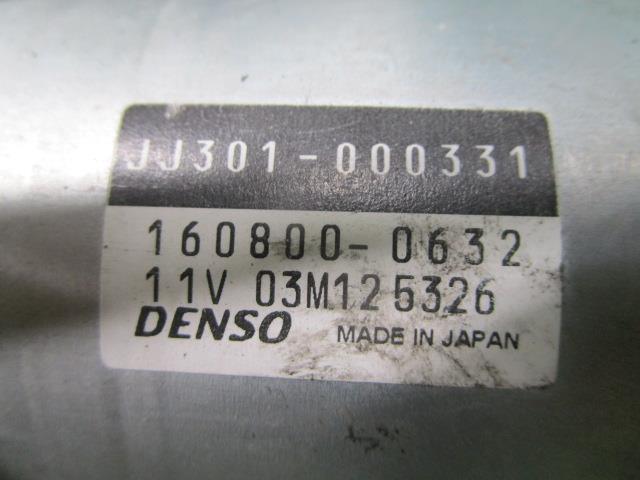 JJ301-000331
160800-0632
11V 03M125326
DENSO MADE IN JAPAN